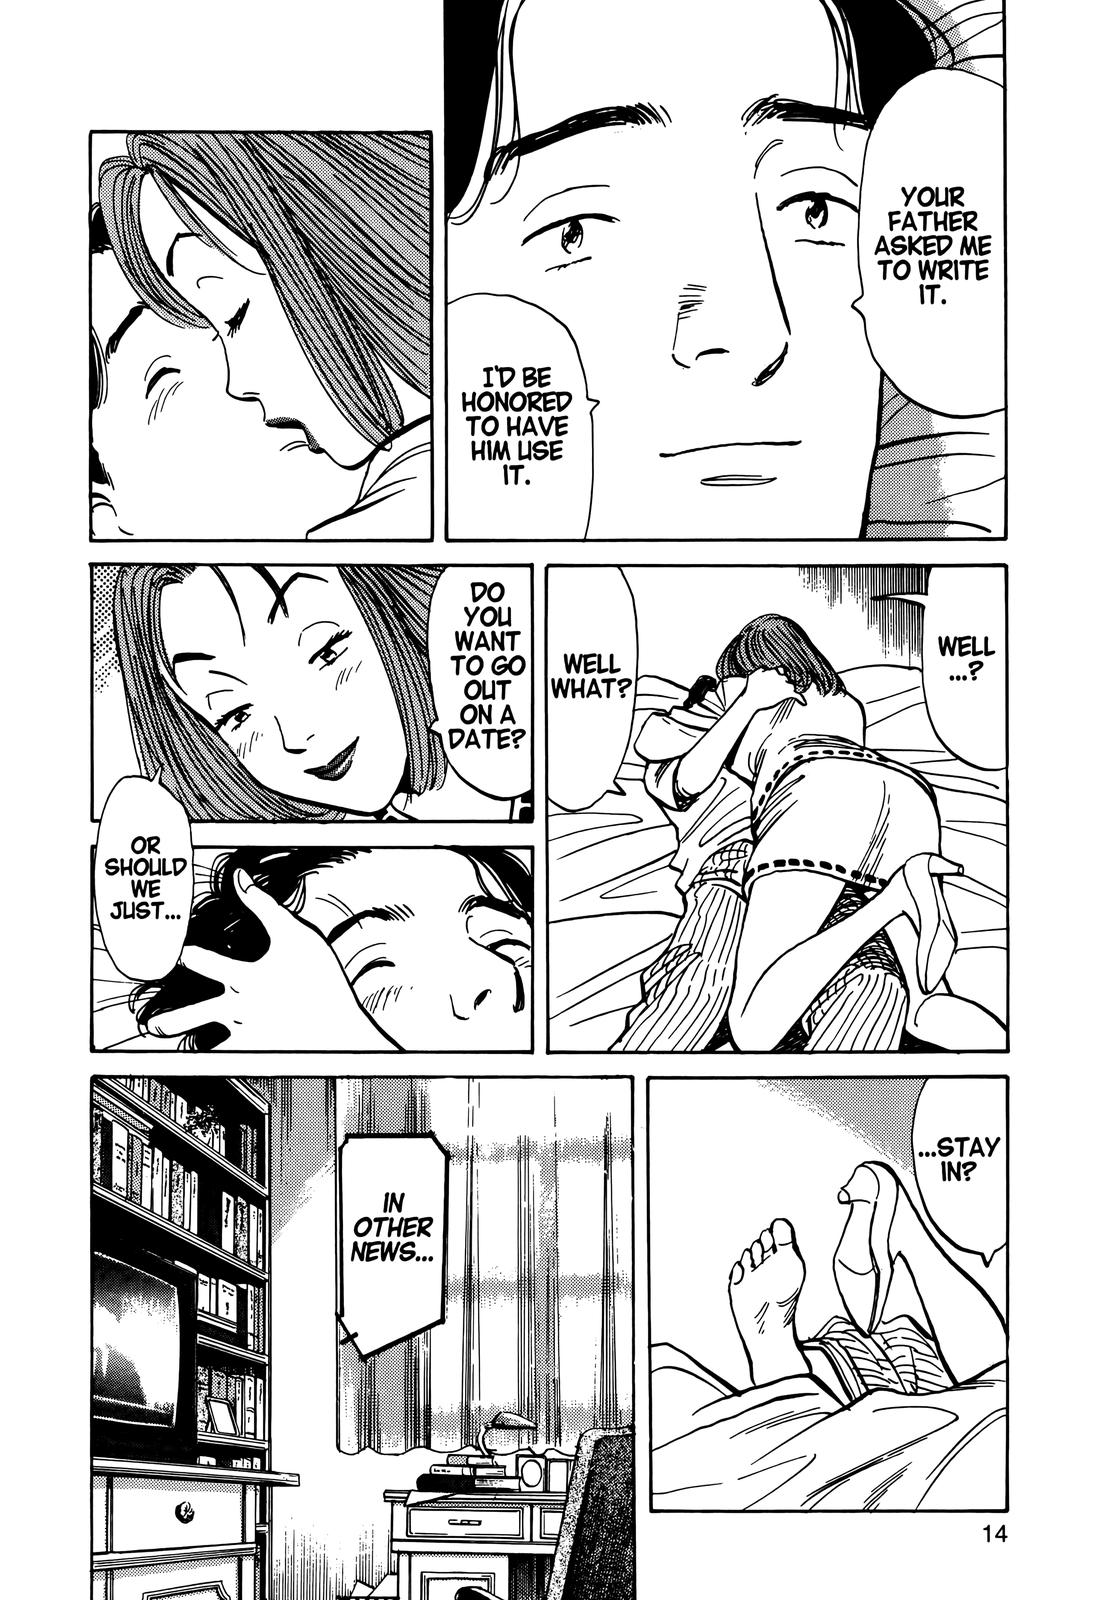 YOUR
FATHER
ASKED ME
TO WRITE
IT.
I'D BE
HONORED
TO HAVE
HIM USE
IT.
WELL
...?
WELL
WHAT?
DO
YOU
WANT
TO GO
OUT
ON A
DATE?
OR
SHOULD
WE
JUST...
...STAY
IN?
IN
OTHER
NEWS...
14